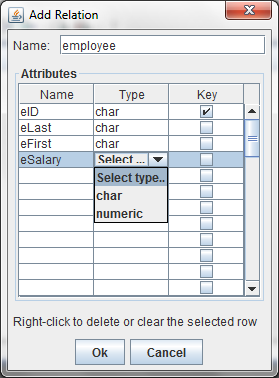 Add Relation
Name: employee
Attributes
Name Type Key
eID char
eLast char
eFirst char
eSalary Select ...
Select type..
char
numeric
Right-click to delete or clear the selected row
Ok Cancel